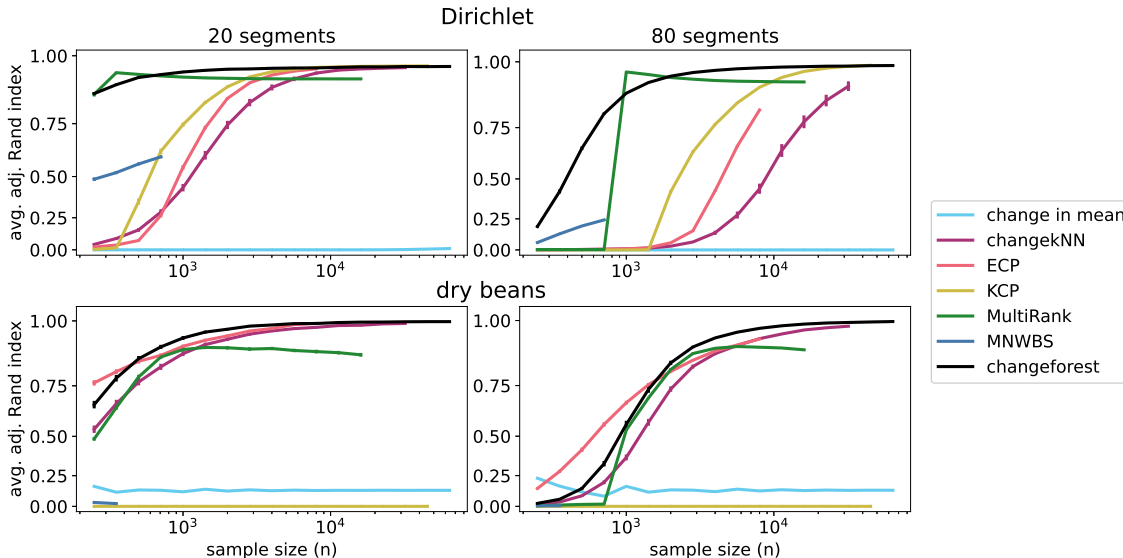 Dirichlet
20 segments
80 segments
avg. adj. Rand index
1.00
0.75
0.50
0.25
0.00
10³
10⁴
1.00
0.75
0.50
0.25
0.00
10³
10⁴
dry beans
avg. adj. Rand index
1.00
0.75
0.50
0.25
0.00
10³
10⁴
sample size (n)
1.00
0.75
0.50
0.25
0.00
10³
10⁴
sample size (n)
change in mean
changekNN
ECP
KCP
MultiRank
MNWBS
changeforest